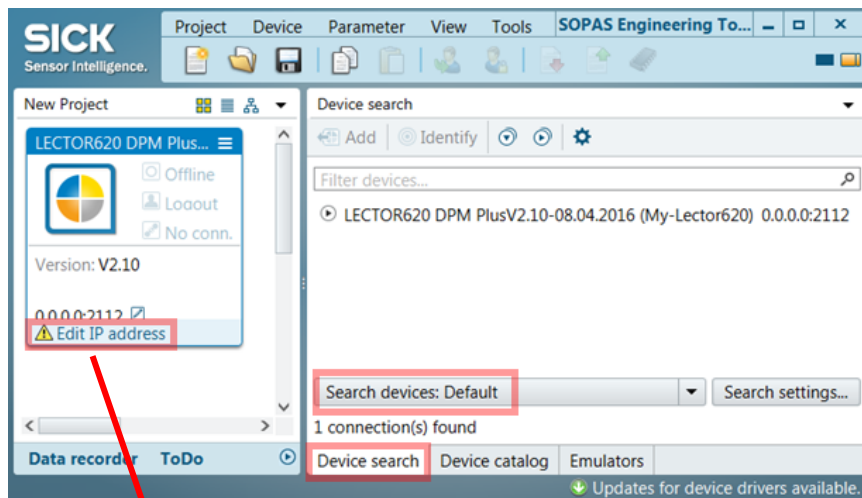 SICK
Sensor Intelligence.
Project Device Parameter View Tools SOPAS Engineering To...
New Project
LECTOR620 DPM Plus...
Offline
Logout
No conn.
Version: V2.10
0.0.0.0:2112
Edit IP address
Data recorder ToDo
Device search
Add Identify
Filter devices...
LECTOR620 DPM PlusV2.10-08.04.2016 (My-Lector620) 0.0.0.0:2112
Search devices: Default Search settings...
1 connection(s) found
Device search Device catalog Emulators
Updates for device drivers available.